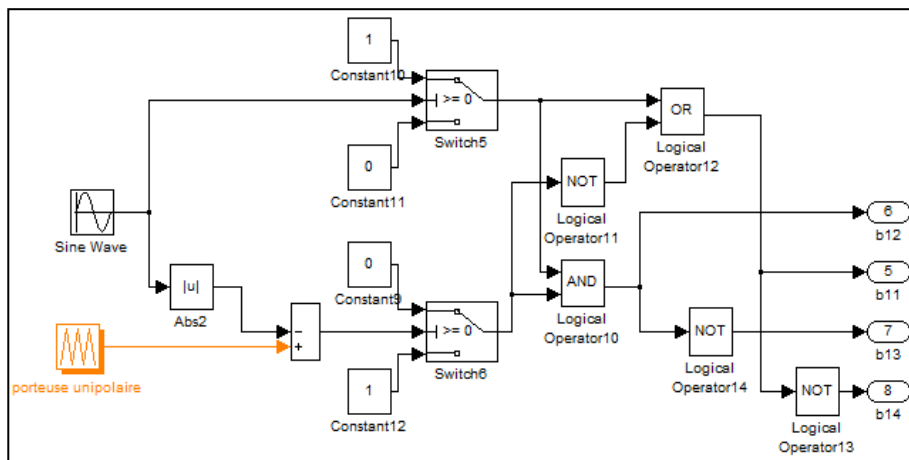 1
Constant10
>= 0
Switch5
0
Constant11
OR
Logical
Operator12
NOT
Logical
Operator11
Sine Wave
6
b12
|u|
Abs2
0
Constant9
AND
Logical
Operator10
5
b11
−
+
>= 0
Switch6
NOT
Logical
Operator14
7
b13
porteuse unipolaire
1
Constant12
NOT
Logical
Operator13
8
b14